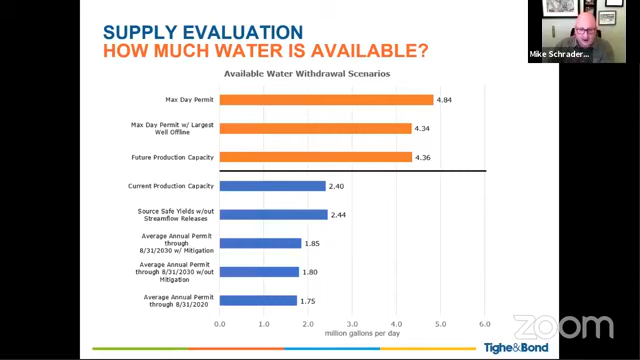 SUPPLY EVALUATION
HOW MUCH WATER IS AVAILABLE?
Mike Schrader...
Available Water Withdrawal Scenarios
Max Day Permit
4.84
Max Day Permit w/ Largest
Well Offline
4.34
Future Production Capacity
4.36
Current Production Capacity
2.40
Source Safe Yields w/out
Streamflow Releases
2.44
Average Annual Permit
through
8/31/2030 w/ Mitigation
1.85
Average Annual Permit
through 8/31/2030 w/out
Mitigation
1.80
Average Annual Permit
through 8/31/2020
1.75
0.0 1.0 2.0 3.0 4.0 5.0 6.0
million gallons per day
zoom
Tighe&Bond